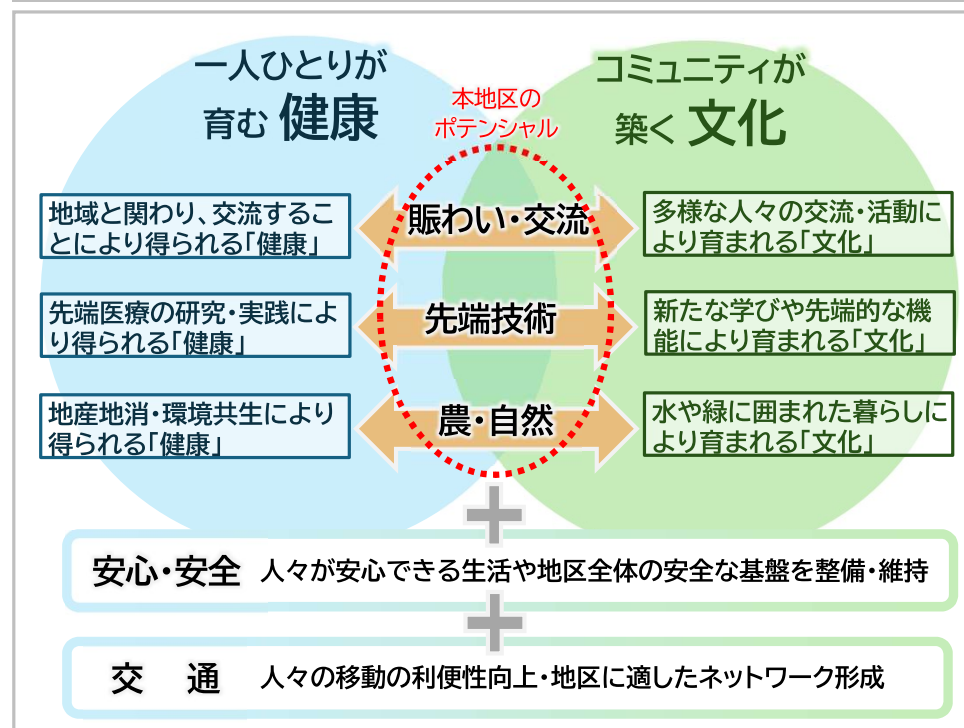 一人ひとりが
育む 健康
コミュニティが
築く 文化
本地区の
ポテンシャル
地域と関わり、交流するこ
とにより得られる「健康」
賑わい・交流
多様な人々の交流・活動に
より育まれる「文化」
先端医療の研究・実践によ
り得られる「健康」
先端技術
新たな学びや先端的な機
能により育まれる「文化」
地産地消・環境共生により
得られる「健康」
農・自然
水や緑に囲まれた暮らしに
より育まれる「文化」
安心・安全 人々が安心できる生活や地区全体の安全な基盤を整備・維持
交 通 人々の移動の利便性向上・地区に適したネットワーク形成